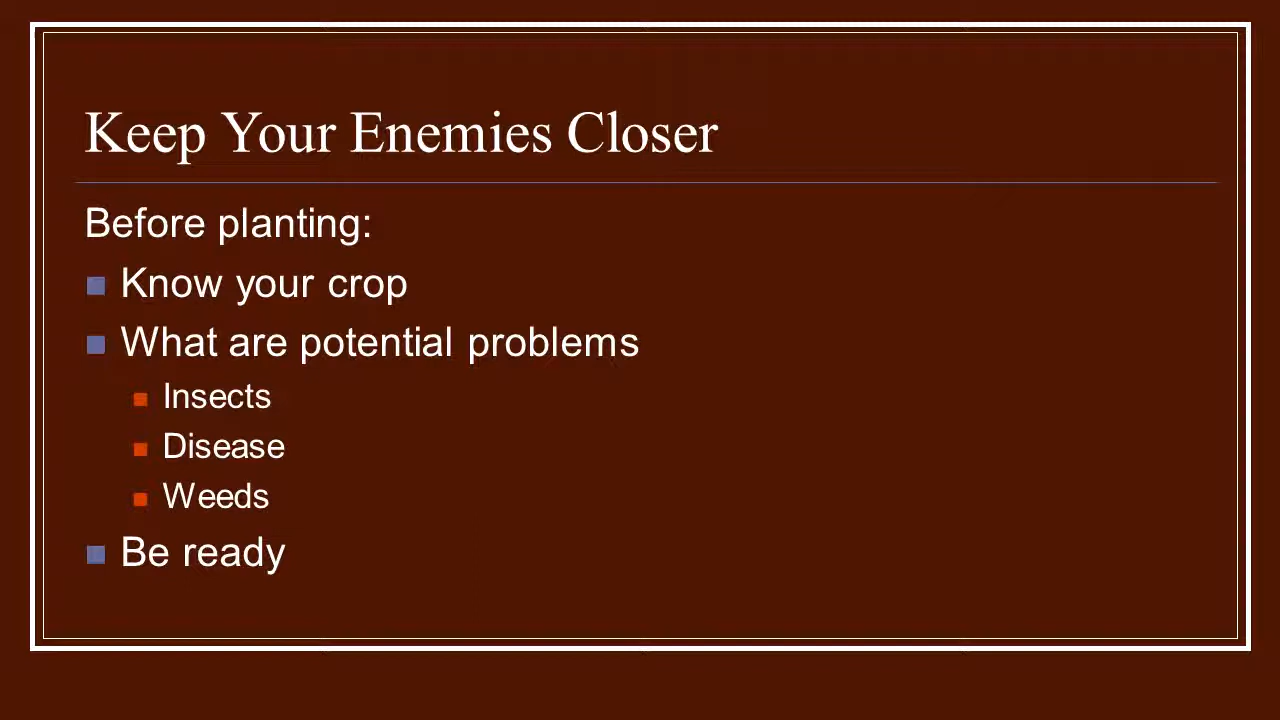 Keep Your Enemies Closer
Before planting:
Know your crop
What are potential problems
Insects
Disease
Weeds
Be ready